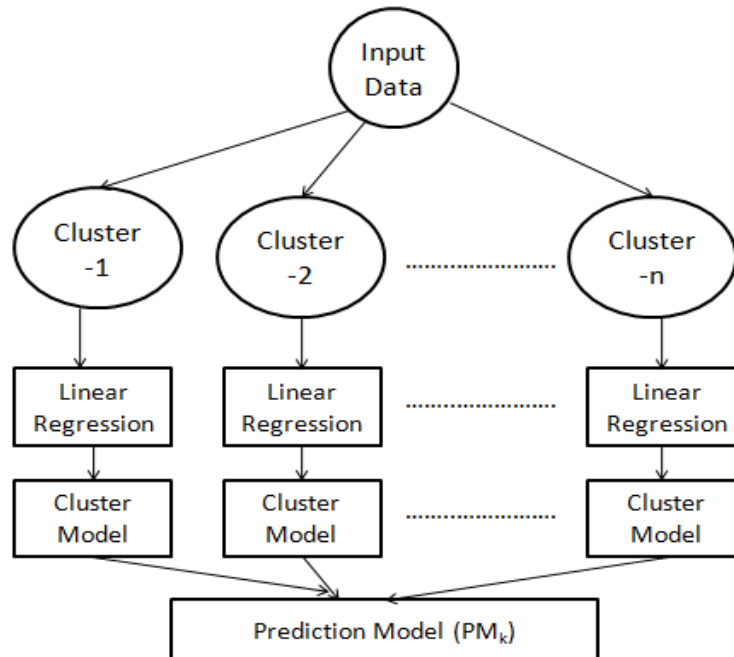 Input
Data
Cluster
-1
Cluster
-2
........................
Cluster
-n
Linear
Regression
Linear
Regression
........................
Linear
Regression
Cluster
Model
Cluster
Model
........................
Cluster
Model
Prediction Model (PMₖ)